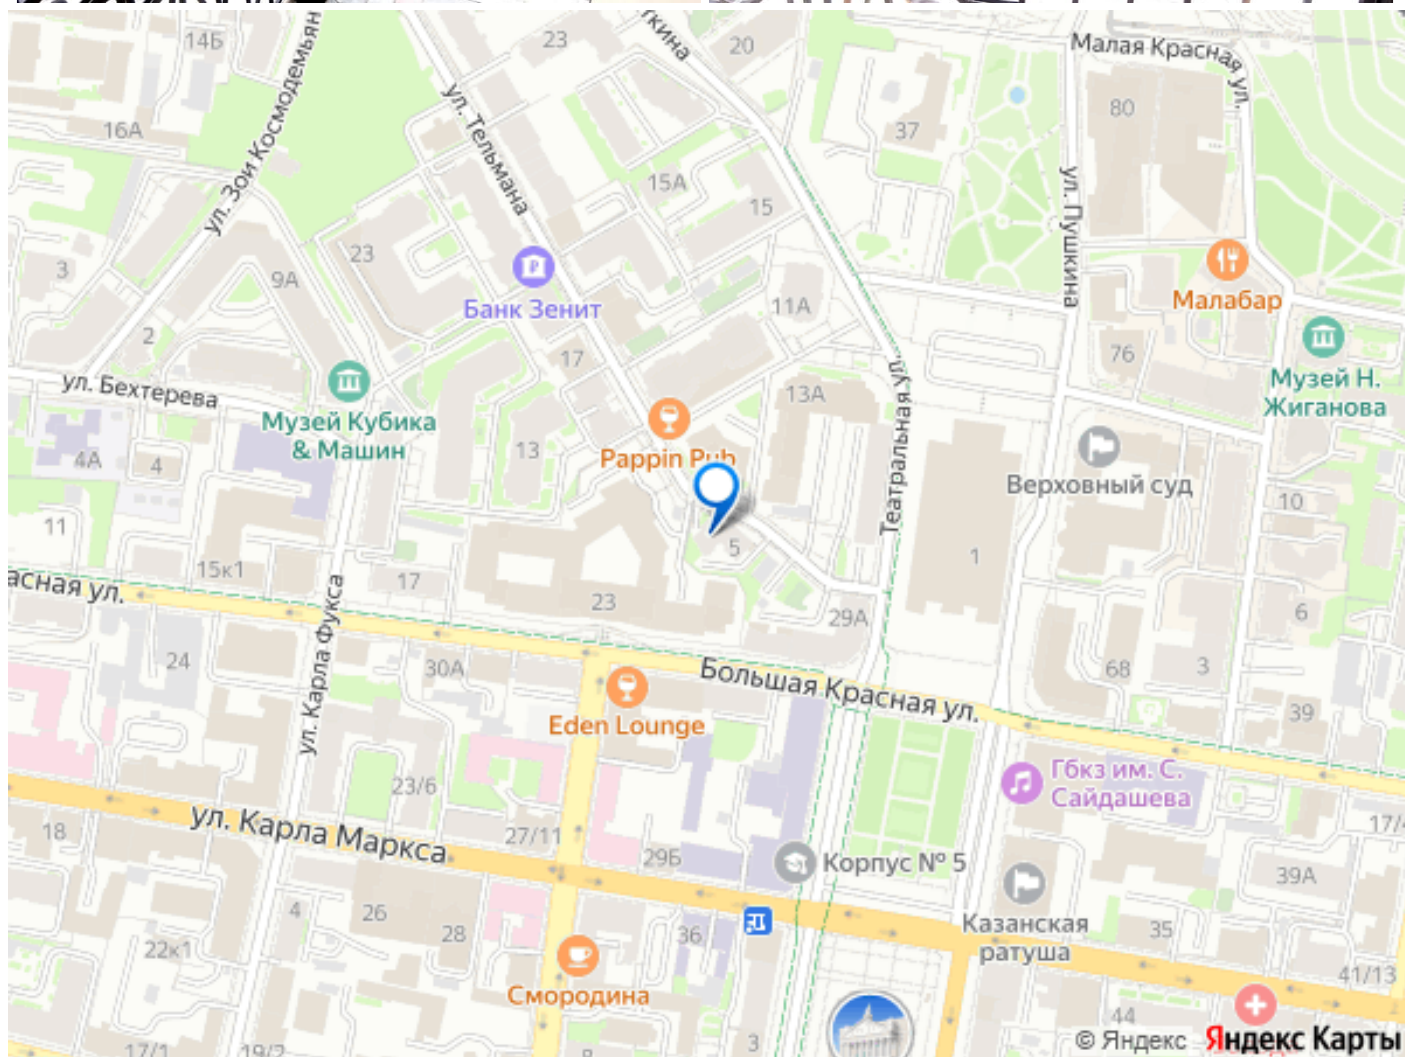 14Б
23
20
Малая Красная ул.
80
37
16А
ул. Зои Космодемьян
ул. Тельмана
ткина
15А
15
ул. Пушкина
3
9А
23
Банк Зенит
11А
Малабар
2
17
76
Музей Н.
Жиганова
ул. Бехтерева
Музей Кубика
& Машин
13А
Театральная ул.
4А
4
13
Pappin Pub
Верховный суд
10
11
15к1
17
5
1
асная ул.
23
29А
6
ул. Карла Фукса
24
30А
Большая Красная ул.
68
3
39
Eden Lounge
23/6
Гбкз им. С.
Сайдашева
18
ул. Карла Маркса
27/11
29Б
Корпус № 5
17/4
39А
4
26
28
36
Казанская
ратуша
35
22к1
41/13
Смородина
44
17/1
19/2
3
© Яндекс Яндекс Карты